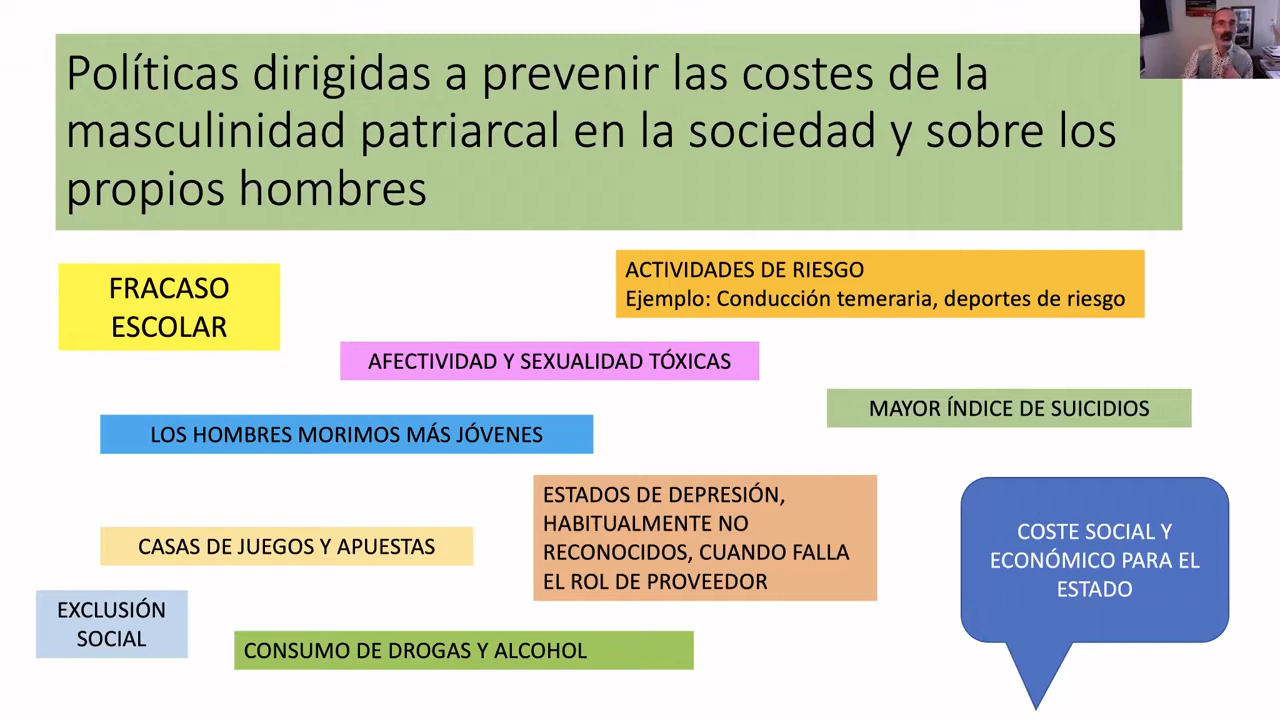 Políticas dirigidas a prevenir las costes de la
masculinidad patriarcal en la sociedad y sobre los
propios hombres
FRACASO
ESCOLAR
ACTIVIDADES DE RIESGO
Ejemplo: Conducción temeraria, deportes de riesgo
AFECTIVIDAD Y SEXUALIDAD TÓXICAS
MAYOR ÍNDICE DE SUICIDIOS
LOS HOMBRES MORIMOS MÁS JÓVENES
ESTADOS DE DEPRESIÓN,
HABITUALMENTE NO
RECONOCIDOS, CUANDO FALLA
EL ROL DE PROVEEDOR
COSTE SOCIAL Y
ECONÓMICO PARA EL
ESTADO
CASAS DE JUEGOS Y APUESTAS
EXCLUSIÓN
SOCIAL
CONSUMO DE DROGAS Y ALCOHOL